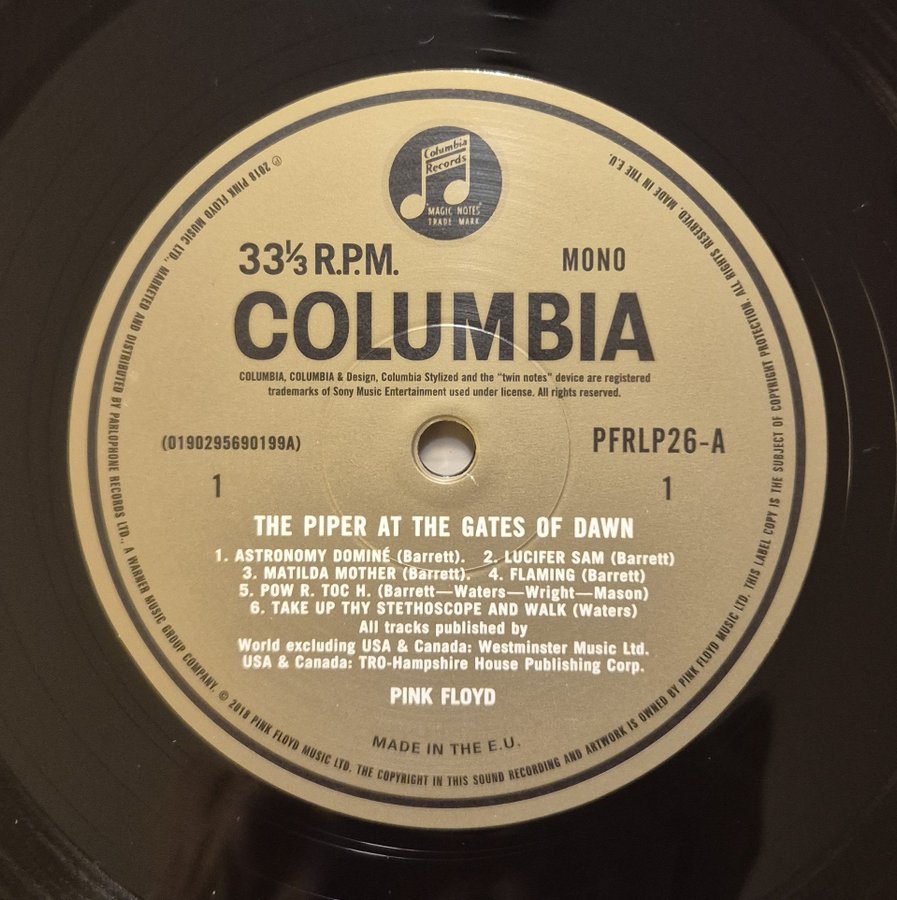 Columbia
Records
MAGIC NOTES
TRADE MARK
33⅓ R.P.M.
MONO
COLUMBIA
COLUMBIA, COLUMBIA & Design, Columbia Stylized and the "twin notes" device are registered
trademarks of Sony Music Entertainment used under license. All rights reserved.
(0190295690199A)
PFRLP26-A
1
1
THE PIPER AT THE GATES OF DAWN
1. ASTRONOMY DOMINÉ (Barrett). 2. LUCIFER SAM (Barrett)
3. MATILDA MOTHER (Barrett). 4. FLAMING (Barrett)
5. POW R. TOC H. (Barrett—Waters—Wright—Mason)
6. TAKE UP THY STETHOSCOPE AND WALK (Waters)
All tracks published by
World excluding USA & Canada: Westminster Music Ltd.
USA & Canada: TRO-Hampshire House Publishing Corp.
PINK FLOYD
MADE IN THE E.U.
℗ 2018 PINK FLOYD MUSIC LTD., MARKETED AND DISTRIBUTED BY PARLOPHONE RECORDS LTD., A WARNER MUSIC GROUP COMPANY. © 2018 PINK FLOYD MUSIC LTD. THE COPYRIGHT IN THIS SOUND RECORDING AND ARTWORK IS OWNED BY PINK FLOYD MUSIC LTD. THIS LABEL COPY IS THE SUBJECT OF COPYRIGHT PROTECTION. ALL RIGHTS RESERVED. MADE IN THE E.U.